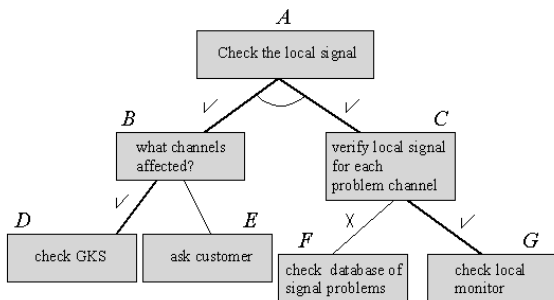 A
Check the local signal
B
C
what channels
affected?
verify local signal
for each
problem channel
D
E
check GKS
ask customer
F
G
check database of
signal problems
check local
monitor